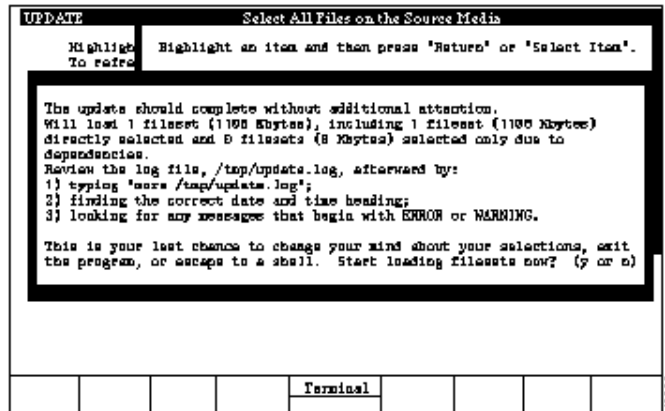 UPDATE Select All Files on the Source Media
Highligh
To refre
Highlight an item and then press "Return" or "Select Item".
The update should complete without additional attention.
Will load 1 fileset (1100 Kbytes), including 1 fileset (1100 Kbytes)
directly selected and 0 filesets (0 Kbytes) selected only due to
dependencies.
Review the log file, /tmp/update.log, afterward by:
1) typing "more /tmp/update.log";
2) finding the correct date and time heading;
3) looking for any messages that begin with ERROR or WARNING.
This is your last chance to change your mind about your selections, exit
the program, or escape to a shell. Start loading filesets now? (y or n)
Terminal